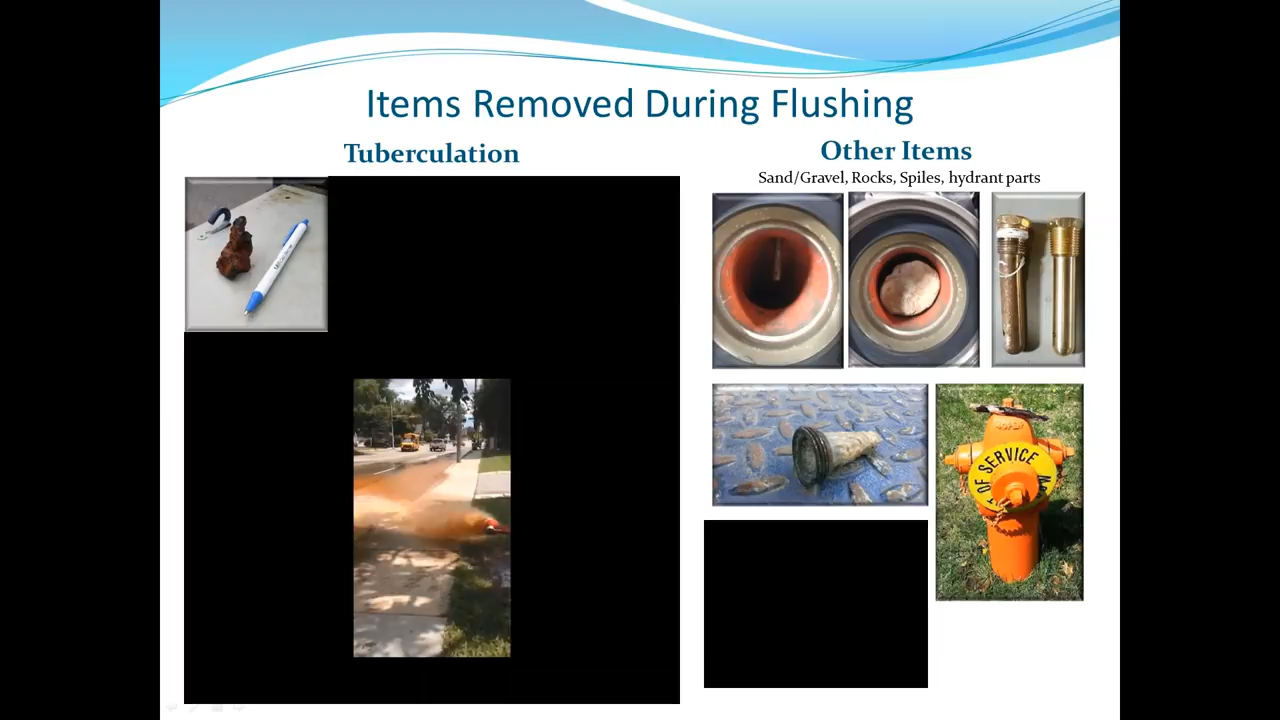 Items Removed During Flushing
Tuberculation
Other Items
Sand/Gravel, Rocks, Spiles, hydrant parts
OF SERVICE